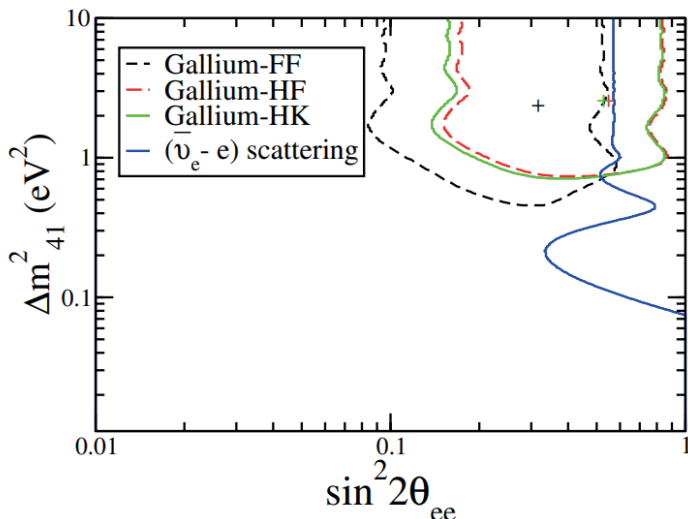 10
1
0.1
Δm²₄₁ (eV²)
Gallium-FF
Gallium-HF
Gallium-HK
(ν̅ₑ- e) scattering
0.01
0.1
1
sin²2θₑₑ